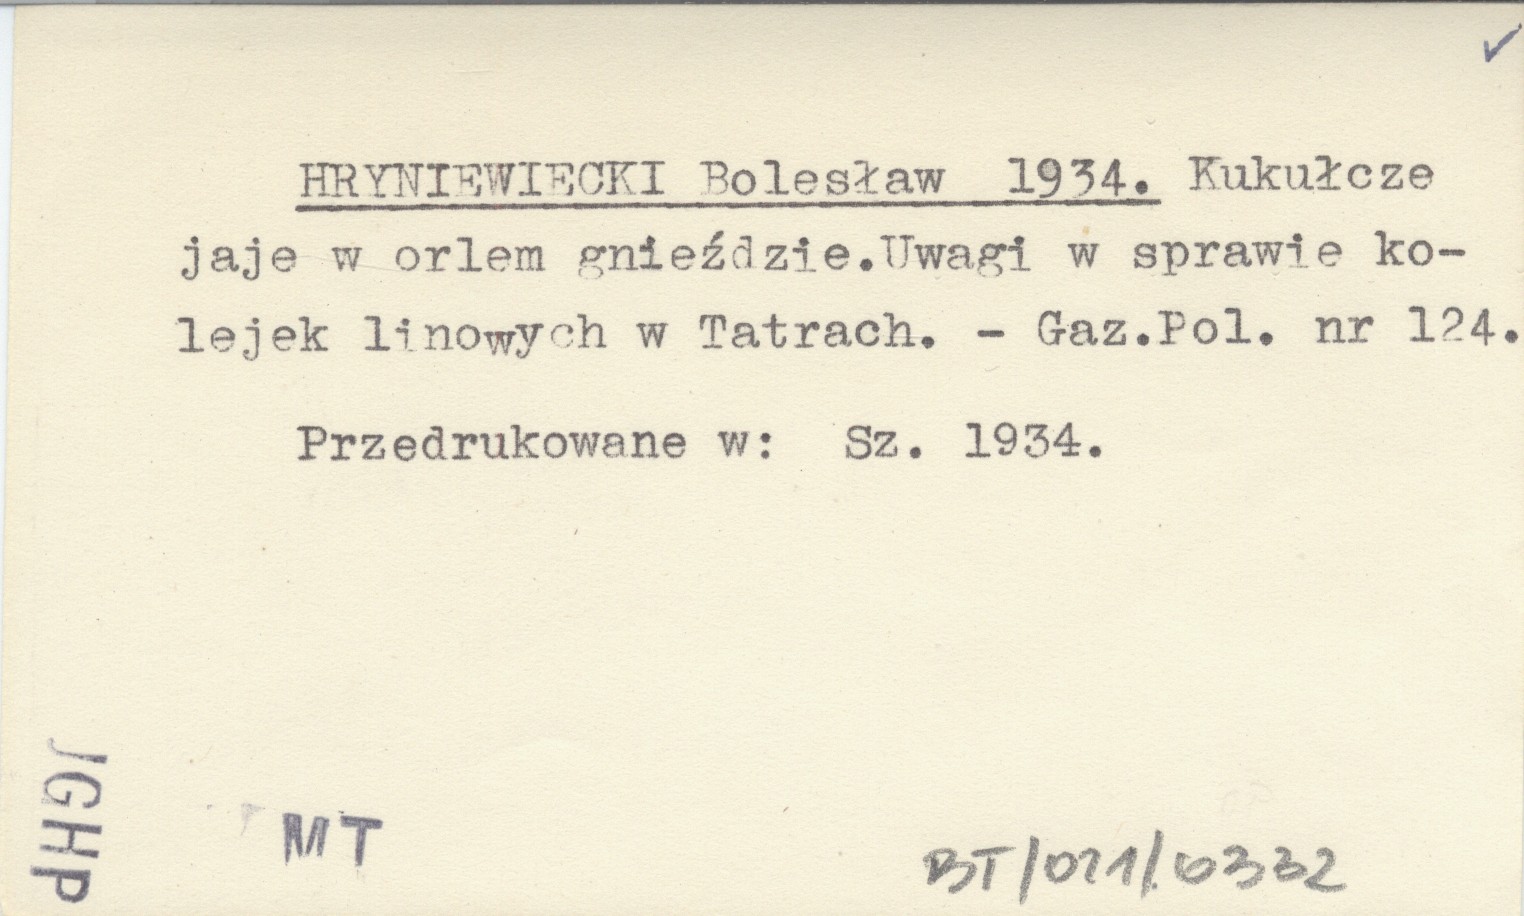 HRYNIEWIECKI Bolesław 1934. Kukułcze
jaje w orlem gnieździe.Uwagi w sprawie ko-
lejek linowych w Tatrach. - Gaz.Pol. nr 124.
Przedrukowane w: Sz. 1934.
IGHP
MT
BT/021/0332